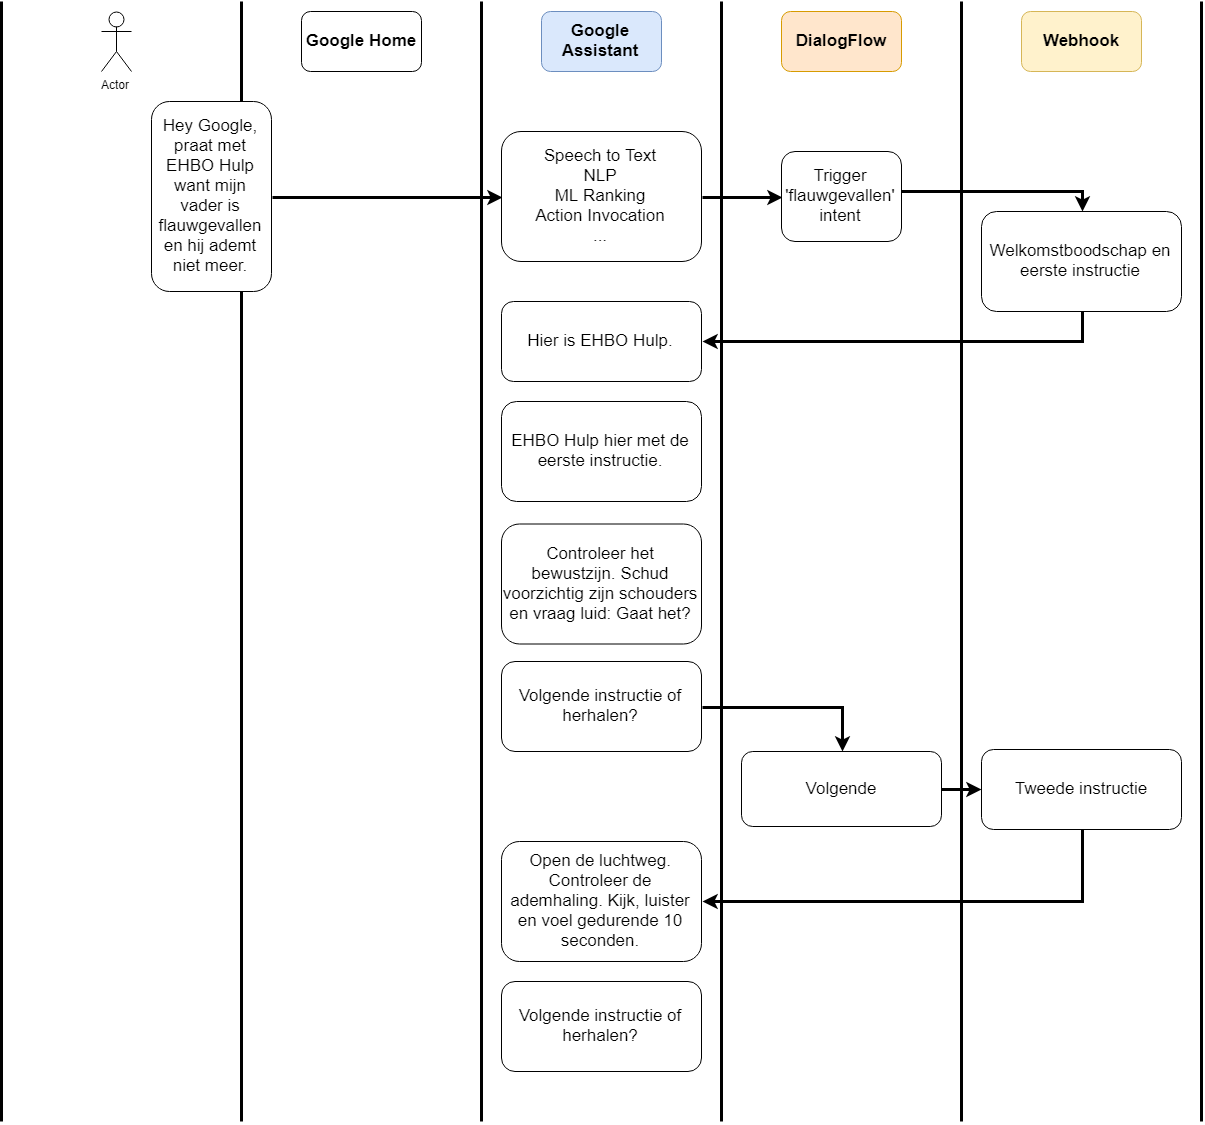 Actor
Google Home
Google
Assistant
DialogFlow
Webhook
Hey Google,
praat met
EHBO Hulp
want mijn
vader is
flauwgevallen
en hij ademt
niet meer.
Speech to Text
NLP
ML Ranking
Action Invocation
...
Trigger
'flauwgevallen'
intent
Welkomstboodschap en
eerste instructie
Hier is EHBO Hulp.
EHBO Hulp hier met de
eerste instructie.
Controleer het
bewustzijn. Schud
voorzichtig zijn schouders
en vraag luid: Gaat het?
Volgende instructie of
herhalen?
Volgende
Tweede instructie
Open de luchtweg.
Controleer de
ademhaling. Kijk, luister
en voel gedurende 10
seconden.
Volgende instructie of
herhalen?